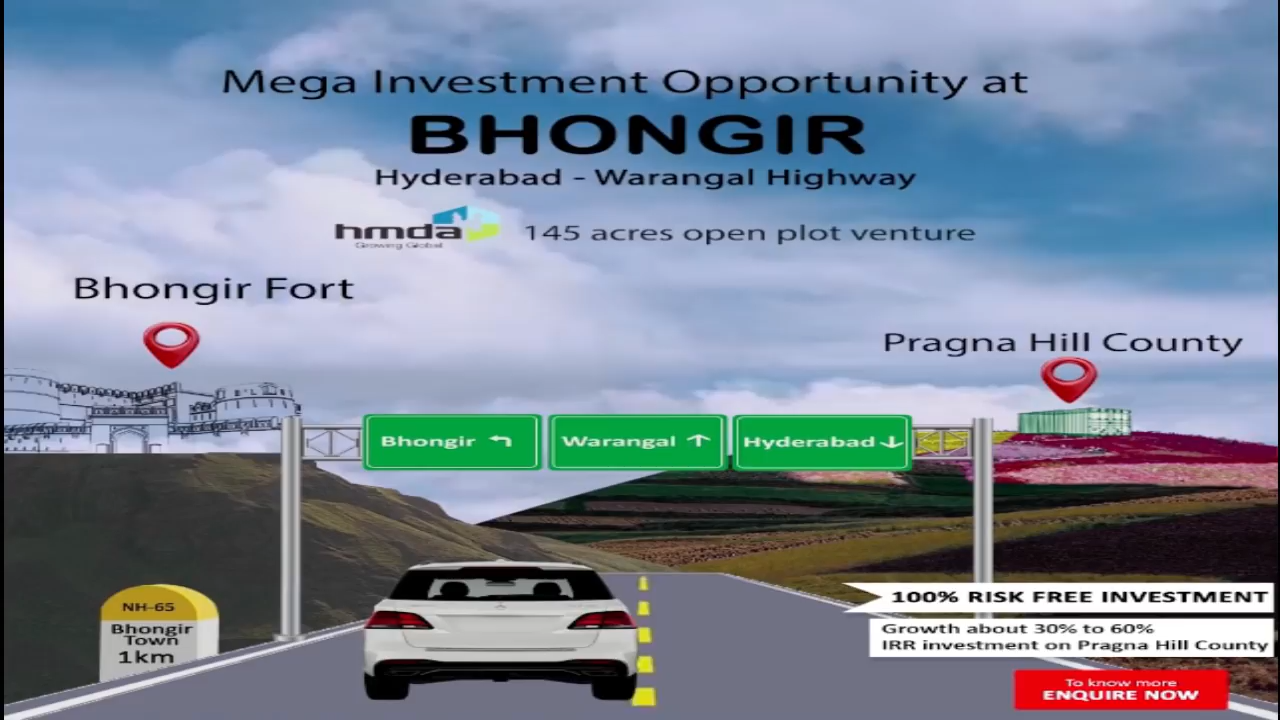 Mega Investment Opportunity at
BHONGIR
Hyderabad - Warangal Highway
hmda
Growing Global
145 acres open plot venture
Bhongir Fort
Pragna Hill County
Bhongir ↰
Warangal ↑
Hyderabad ↓
NH-65
Bhongir
Town
1km
100% RISK FREE INVESTMENT
Growth about 30% to 60%
IRR investment on Pragna Hill County
To know more
ENQUIRE NOW